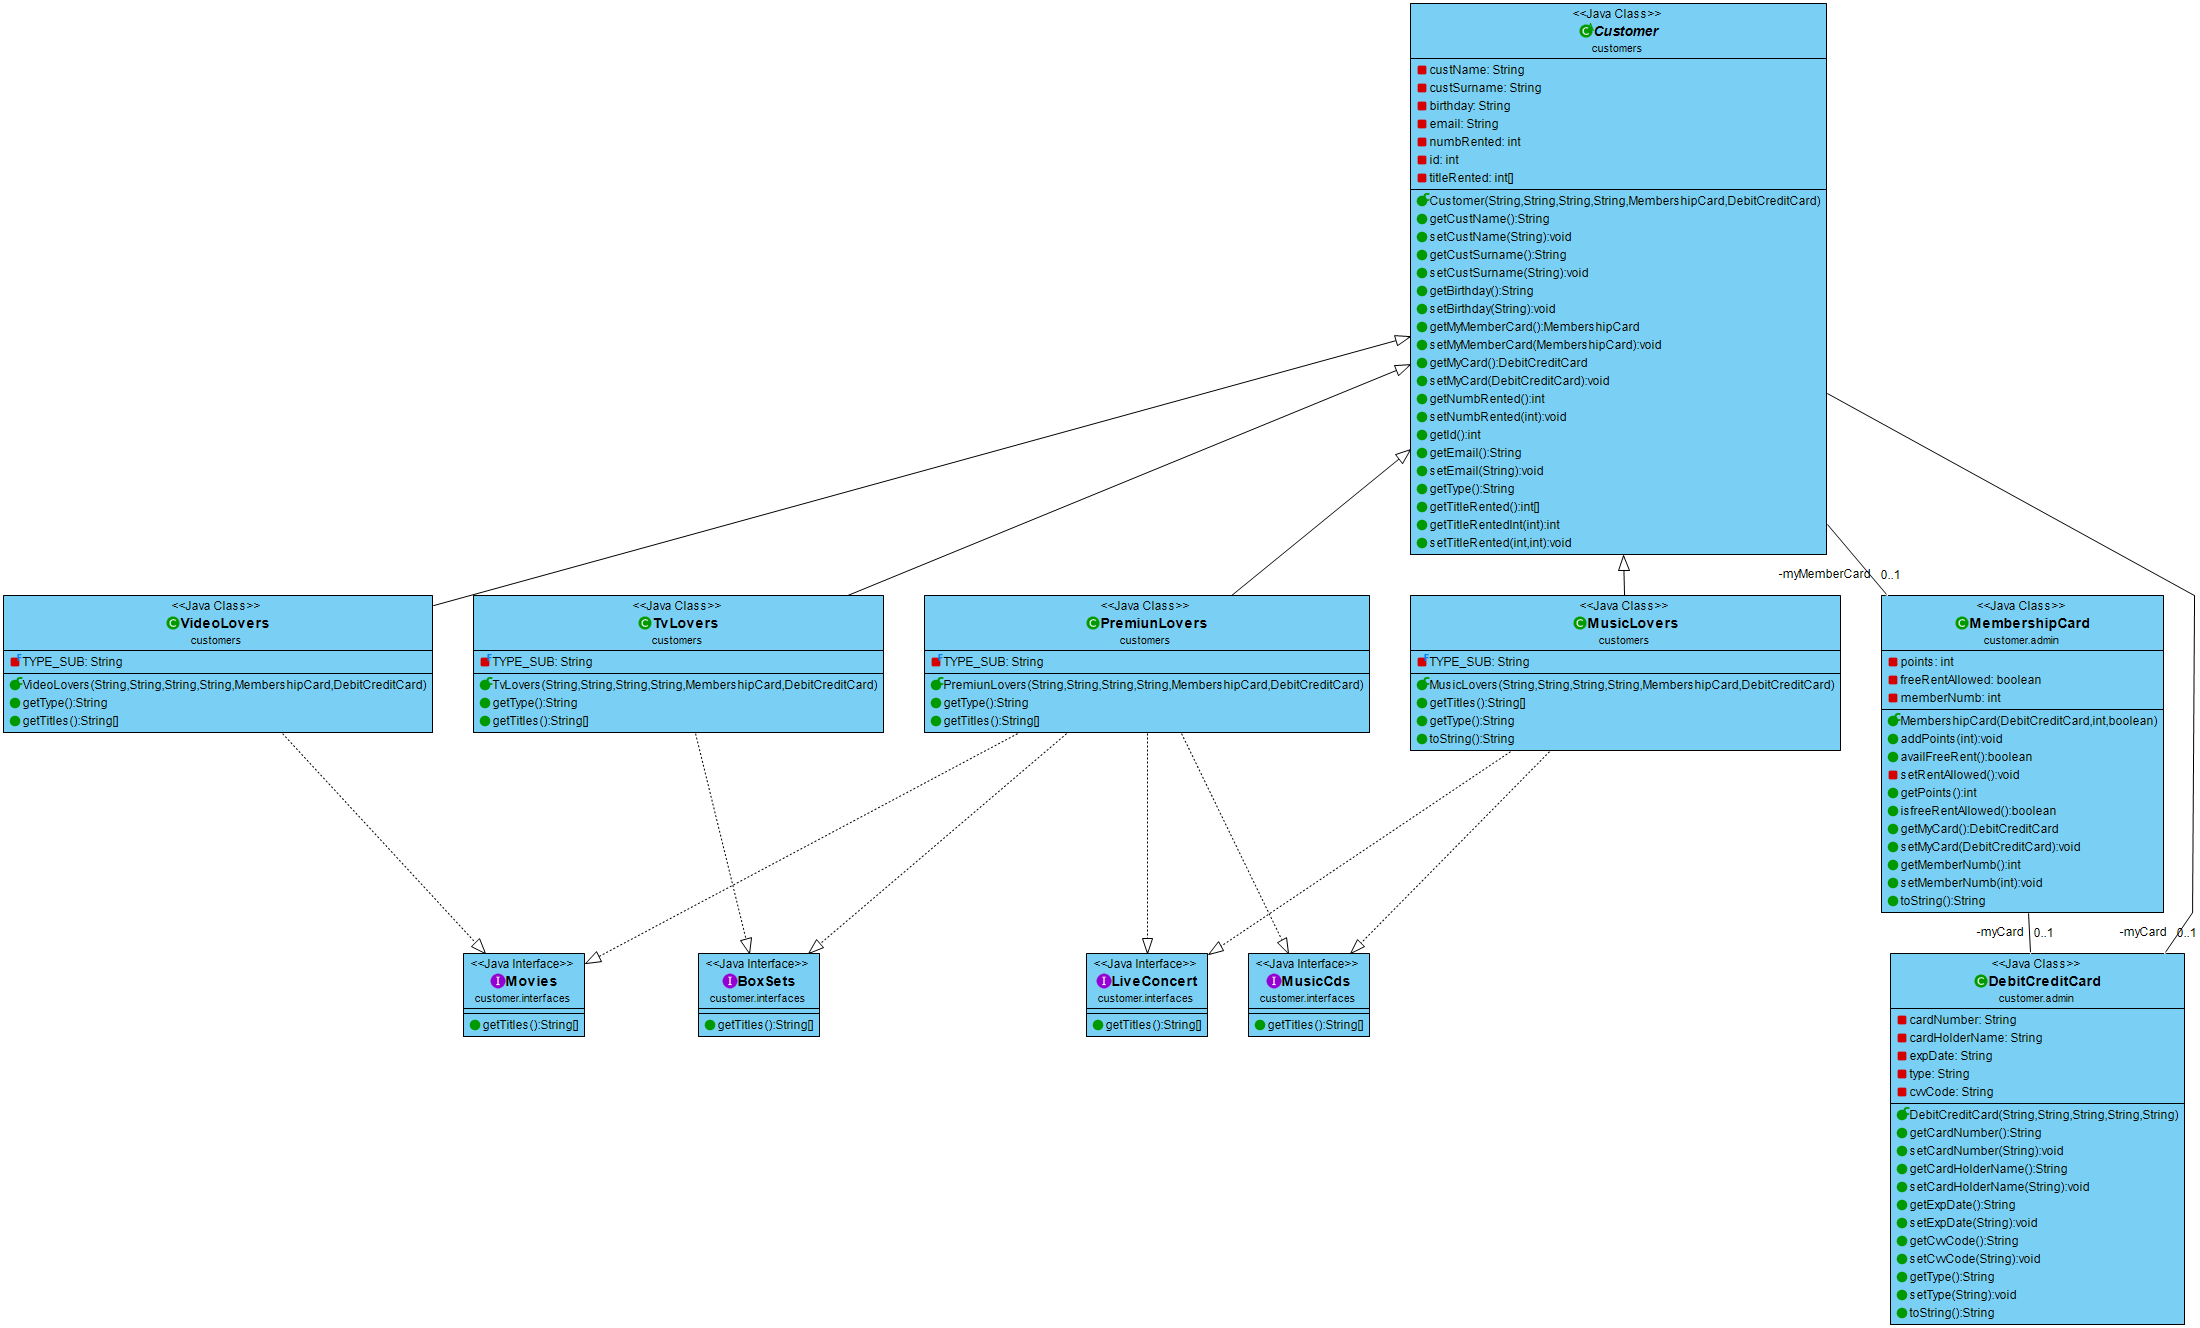 <<Java Class>>
Customer
customers
custName: String
custSurname: String
birthday: String
email: String
numbRented: int
id: int
titleRented: int[]
Customer(String,String,String,String,MembershipCard,DebitCreditCard)
getCustName():String
setCustName(String):void
getCustSurname():String
setCustSurname(String):void
getBirthday():String
setBirthday(String):void
getMyMemberCard():MembershipCard
setMyMemberCard(MembershipCard):void
getMyCard():DebitCreditCard
setMyCard(DebitCreditCard):void
getNumbRented():int
setNumbRented(int):void
getId():int
getEmail():String
setEmail(String):void
getType():String
getTitleRented():int[]
getTitleRentedInt(int):int
setTitleRented(int,int):void
-myMemberCard 0..1
<<Java Class>>
VideoLovers
customers
TYPE_SUB: String
VideoLovers(String,String,String,String,MembershipCard,DebitCreditCard)
getType():String
getTitles():String[]
<<Java Class>>
TvLovers
customers
TYPE_SUB: String
TvLovers(String,String,String,String,MembershipCard,DebitCreditCard)
getType():String
getTitles():String[]
<<Java Class>>
PremiunLovers
customers
TYPE_SUB: String
PremiunLovers(String,String,String,String,MembershipCard,DebitCreditCard)
getType():String
getTitles():String[]
<<Java Class>>
MusicLovers
customers
TYPE_SUB: String
MusicLovers(String,String,String,String,MembershipCard,DebitCreditCard)
getTitles():String[]
getType():String
toString():String
<<Java Class>>
MembershipCard
customer.admin
points: int
freeRentAllowed: boolean
memberNumb: int
MembershipCard(DebitCreditCard,int,boolean)
addPoints(int):void
availFreeRent():boolean
setRentAllowed():void
getPoints():int
isfreeRentAllowed():boolean
getMyCard():DebitCreditCard
setMyCard(DebitCreditCard):void
getMemberNumb():int
setMemberNumb(int):void
toString():String
-myCard 0..1
-myCard 0..1
<<Java Interface>>
Movies
customer.interfaces
getTitles():String[]
<<Java Interface>>
BoxSets
customer.interfaces
getTitles():String[]
<<Java Interface>>
LiveConcert
customer.interfaces
getTitles():String[]
<<Java Interface>>
MusicCds
customer.interfaces
getTitles():String[]
<<Java Class>>
DebitCreditCard
customer.admin
cardNumber: String
cardHolderName: String
expDate: String
type: String
cvvCode: String
DebitCreditCard(String,String,String,String,String)
getCardNumber():String
setCardNumber(String):void
getCardHolderName():String
setCardHolderName(String):void
getExpDate():String
setExpDate(String):void
getCvvCode():String
setCvvCode(String):void
getType():String
setType(String):void
toString():String